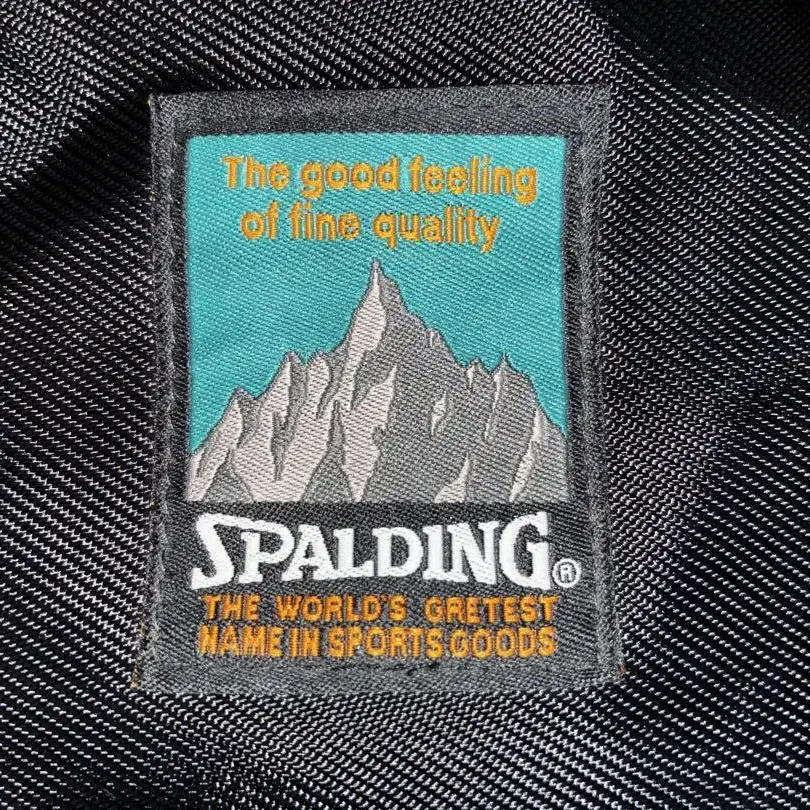 The good feeling
of fine quality
SPALDING®
THE WORLD'S GRETEST
NAME IN SPORTS GOODS